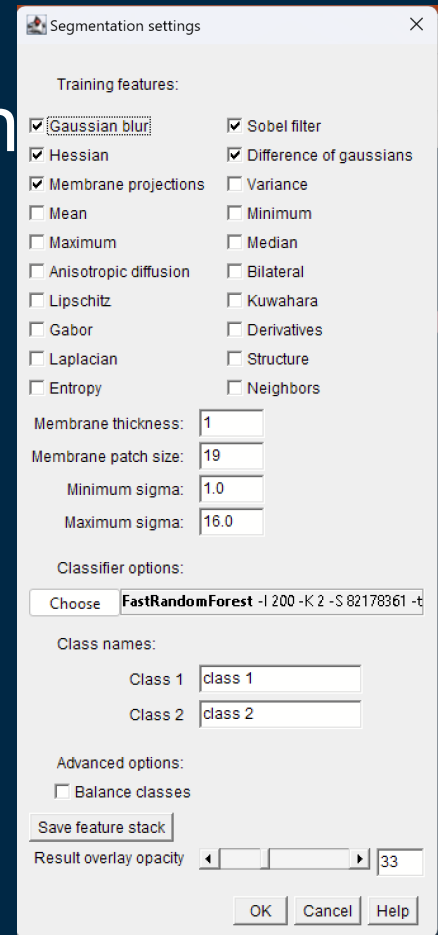 Segmentation settings
n
Training features:
Gaussian blur Sobel filter
Hessian Difference of gaussians
Membrane projections Variance
Mean Minimum
Maximum Median
Anisotropic diffusion Bilateral
Lipschitz Kuwahara
Gabor Derivatives
Laplacian Structure
Entropy Neighbors
Membrane thickness: 1
Membrane patch size: 19
Minimum sigma: 1.0
Maximum sigma: 16.0
Classifier options:
Choose FastRandomForest -I 200 -K 2 -S 82178361 -t
Class names:
Class 1 class 1
Class 2 class 2
Advanced options:
Balance classes
Save feature stack
Result overlay opacity 33
OK Cancel Help